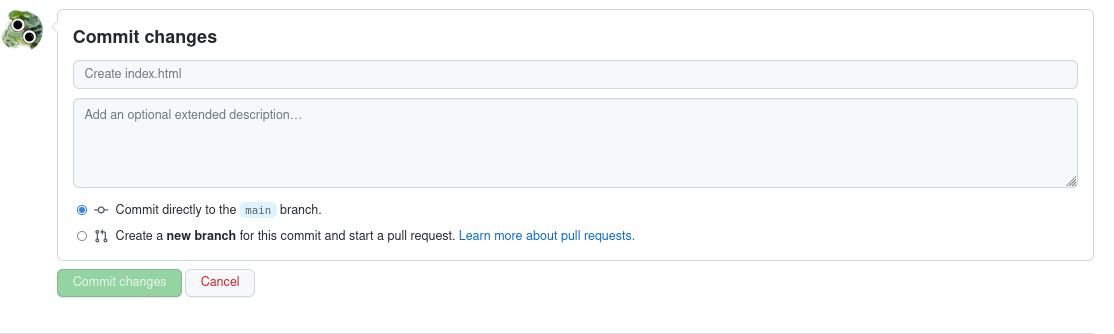 Commit changes
Create index.html
Add an optional extended description…
Commit directly to the main branch.
Create a new branch for this commit and start a pull request. Learn more about pull requests.
Commit changes Cancel